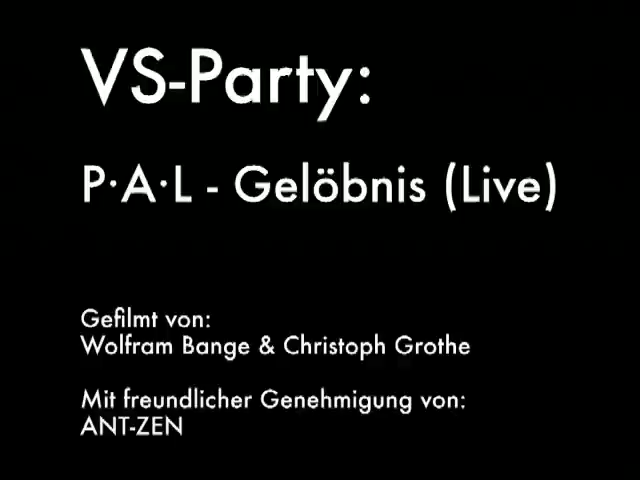 VS-Party:
P·A·L - Gelöbnis (Live)
Gefilmt von:
Wolfram Bange & Christoph Grothe
Mit freundlicher Genehmigung von:
ANT-ZEN